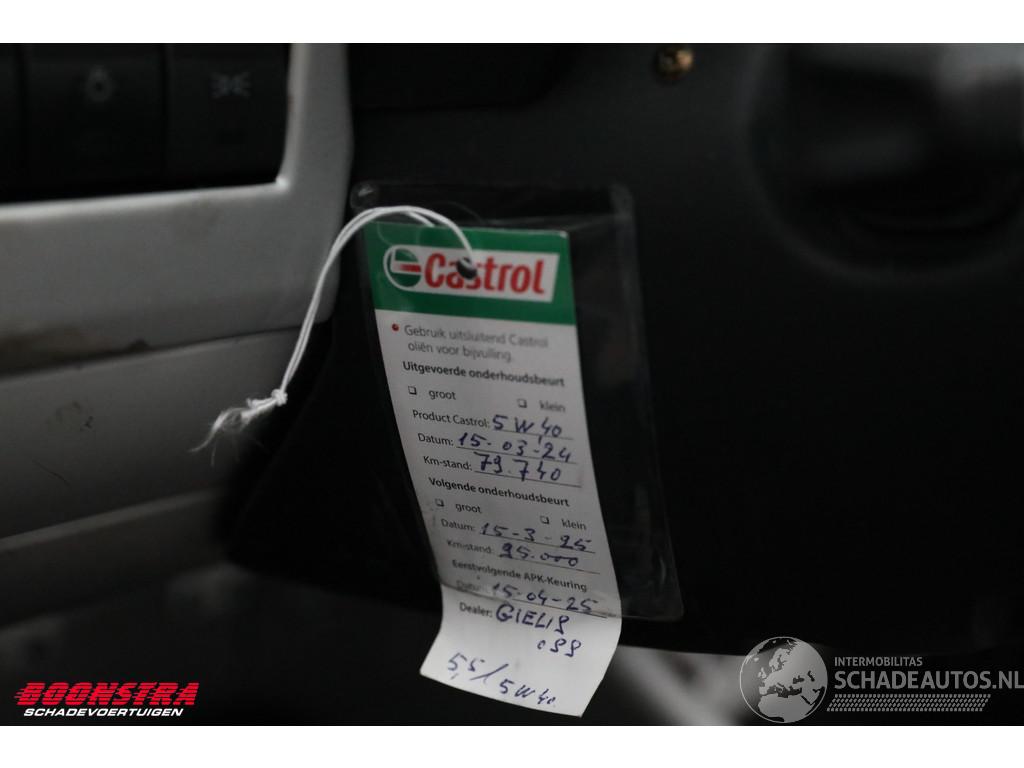 Castrol
Gebruik uitsluitend Castrol
oliën voor bijvulling.
Uitgevoerde onderhoudsbeurt
groot klein
Product Castrol: 5W40
Datum: 15-03-24
Km-stand: 79.740
Volgende onderhoudsbeurt
groot klein
Datum: 15-3-25
Km-stand: 95.000
Eerstvolgende APK-Keuring
Datum: 15-04-25
Dealer: GIELIS
5,5/5W40
BOONSTRA
SCHADEVOERTUIGEN
INTERMOBILITAS
SCHADEAUTOS.NL